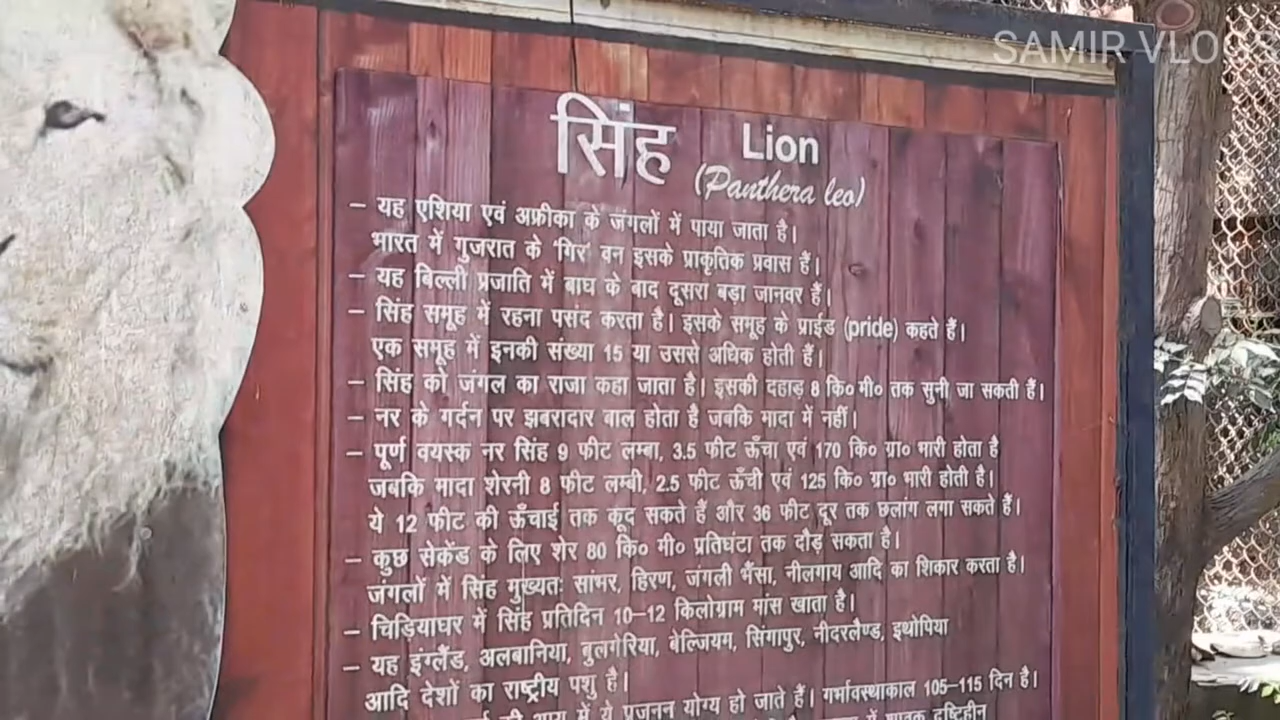 SAMIR VLOGS
सिंह Lion
(Panthera leo)
– यह एशिया एवं अफ्रीका के जंगलों में पाया जाता है।
भारत में गुजरात के 'गिर' वन इसके प्राकृतिक प्रवास हैं।
– यह बिल्ली प्रजाति में बाघ के बाद दूसरा बड़ा जानवर हैं।
– सिंह समूह में रहना पसंद करता है। इसके समूह के प्राईड (pride) कहते हैं।
एक समूह में इनकी संख्या 15 या उससे अधिक होती हैं।
– सिंह को जंगल का राजा कहा जाता है। इसकी दहाड़ 8 कि० मी० तक सुनी जा सकती हैं।
– नर के गर्दन पर झबरादार बाल होता है जबकि मादा में नहीं।
– पूर्ण वयस्क नर सिंह 9 फीट लम्बा, 3.5 फीट ऊँचा एवं 170 कि० ग्रा० भारी होता है
जबकि मादा शेरनी 8 फीट लम्बी, 2.5 फीट ऊँची एवं 125 कि० ग्रा० भारी होती है।
ये 12 फीट की ऊँचाई तक कूद सकते हैं और 36 फीट दूर तक छलांग लगा सकते हैं।
– कुछ सेकेंड के लिए शेर 80 कि० मी० प्रतिघंटा तक दौड़ सकता है।
जंगलों में सिंह मुख्यतः सांभर, हिरण, जंगली भैंसा, नीलगाय आदि का शिकार करता है।
– चिड़ियाघर में सिंह प्रतिदिन 10–12 किलोग्राम मांस खाता है।
– यह इंग्लैंड, अलबानिया, बुलगेरिया, बेल्जियम, सिंगापुर, नीदरलैण्ड, इथोपिया
आदि देशों का राष्ट्रीय पशु है।
की आयु में ये प्रजनन योग्य हो जाते हैं। गर्भावस्थाकाल 105–115 दिन है।
में शावक दृष्टिहीन